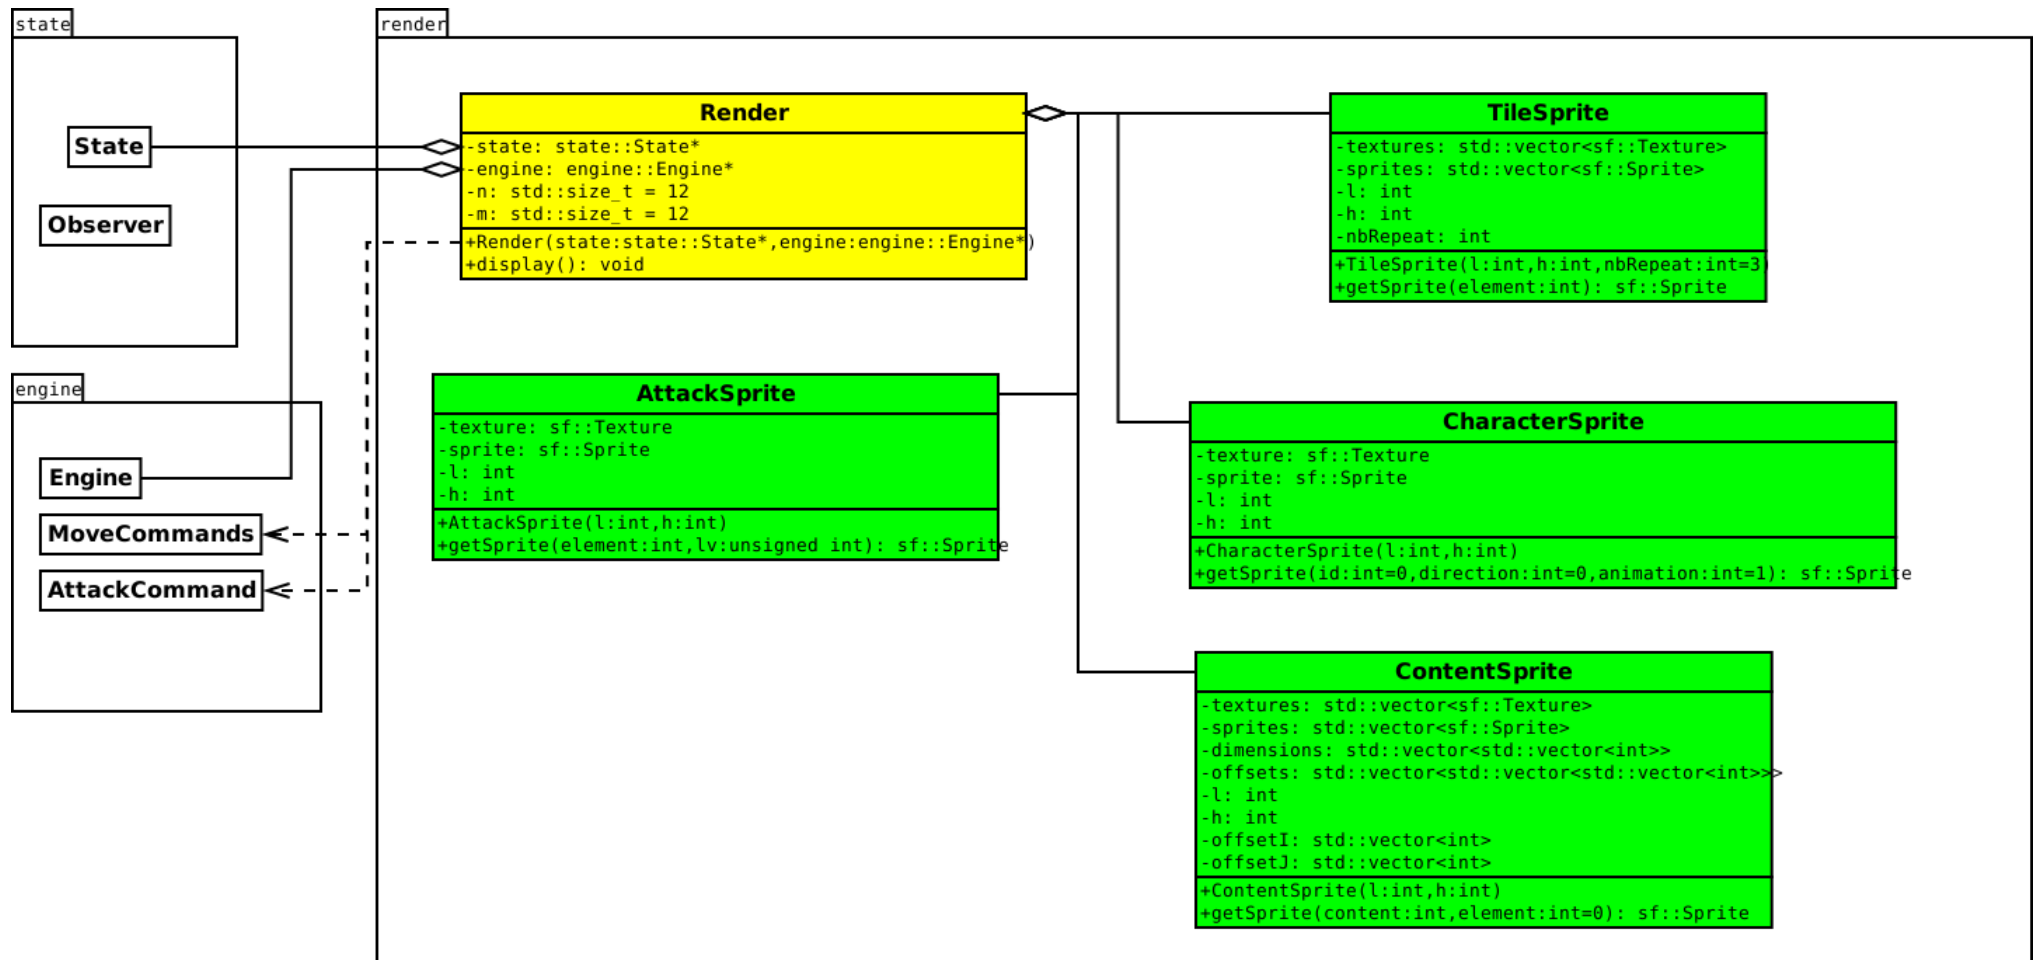 state
State
Observer
engine
Engine
MoveCommands
AttackCommand
render
Render
-state: state::State*
-engine: engine::Engine*
-n: std::size_t = 12
-m: std::size_t = 12
+Render(state:state::State*,engine:engine::Engine*)
+display(): void
TileSprite
-textures: std::vector<sf::Texture>
-sprites: std::vector<sf::Sprite>
-l: int
-h: int
-nbRepeat: int
+TileSprite(l:int,h:int,nbRepeat:int=3)
+getSprite(element:int): sf::Sprite
AttackSprite
-texture: sf::Texture
-sprite: sf::Sprite
-l: int
-h: int
+AttackSprite(l:int,h:int)
+getSprite(element:int,lv:unsigned int): sf::Sprite
CharacterSprite
-texture: sf::Texture
-sprite: sf::Sprite
-l: int
-h: int
+CharacterSprite(l:int,h:int)
+getSprite(id:int=0,direction:int=0,animation:int=1): sf::Sprite
ContentSprite
-textures: std::vector<sf::Texture>
-sprites: std::vector<sf::Sprite>
-dimensions: std::vector<std::vector<int>>
-offsets: std::vector<std::vector<std::vector<int>>>
-l: int
-h: int
-offsetI: std::vector<int>
-offsetJ: std::vector<int>
+ContentSprite(l:int,h:int)
+getSprite(content:int,element:int=0): sf::Sprite